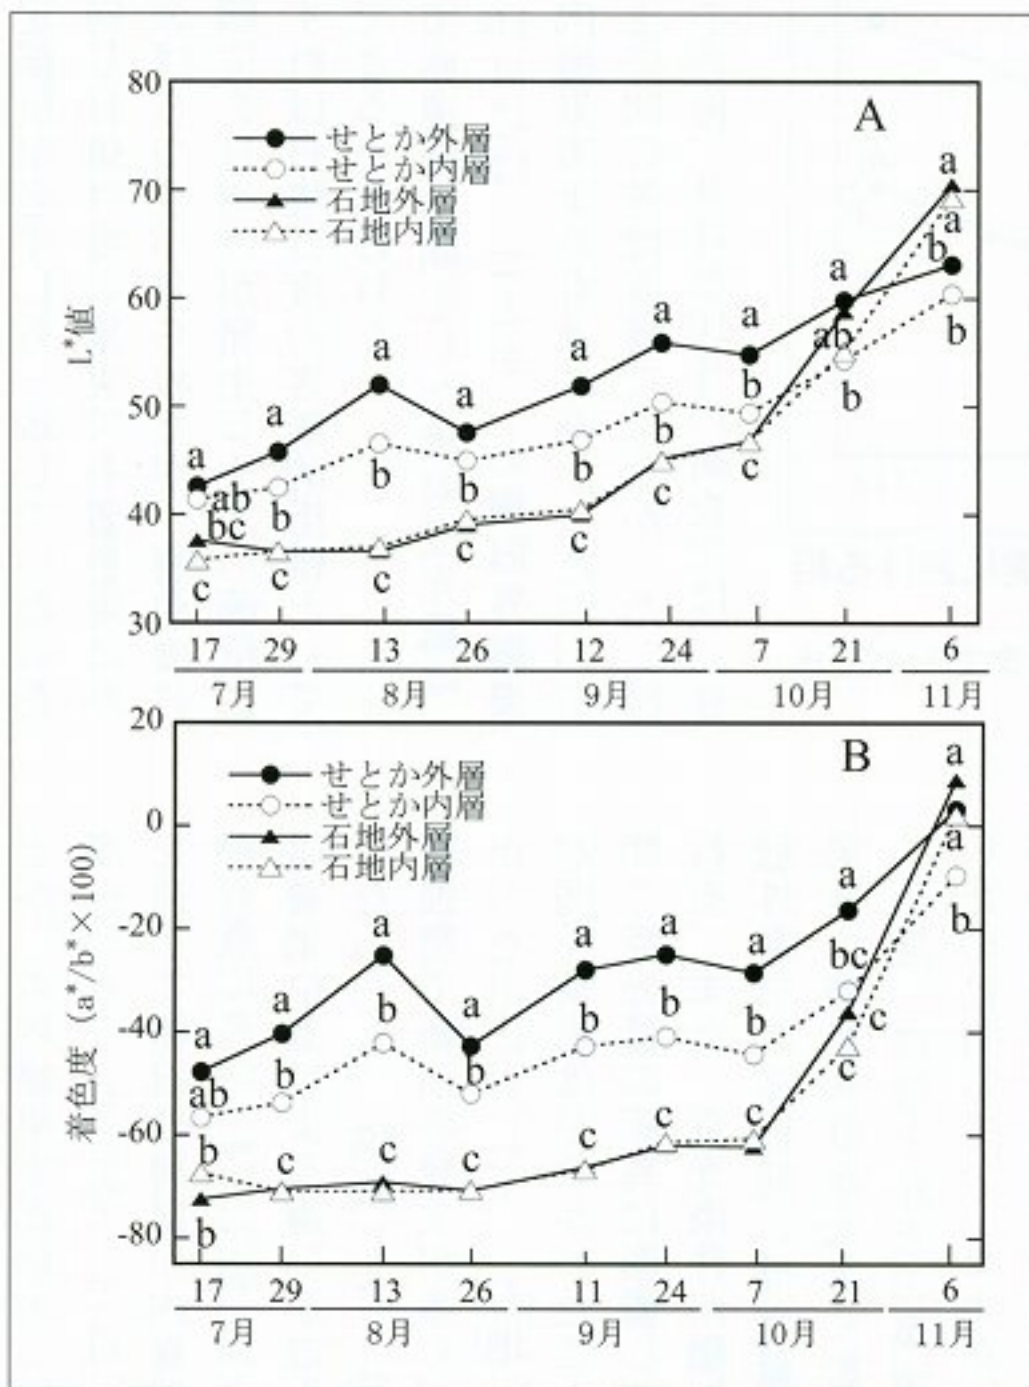 80
A
せとか外層
せとか内層
石地外層
石地内層
70
60
50
40
30
L*値
a a a a a a a a a
a
ab b b b b b b b b
b
bc ab
c c c c c c c
17 29 13 26 12 24 7 21 6
7月 8月 9月 10月 11月
20
B
せとか外層
せとか内層
石地外層
石地内層
0
-20
-40
-60
-80
着色度 (a*/b*×100)
a a a a a a a a a
a
ab b b b b b b bc b
b c c c c c c c
b c
17 29 13 26 11 24 7 21 6
7月 8月 9月 10月 11月